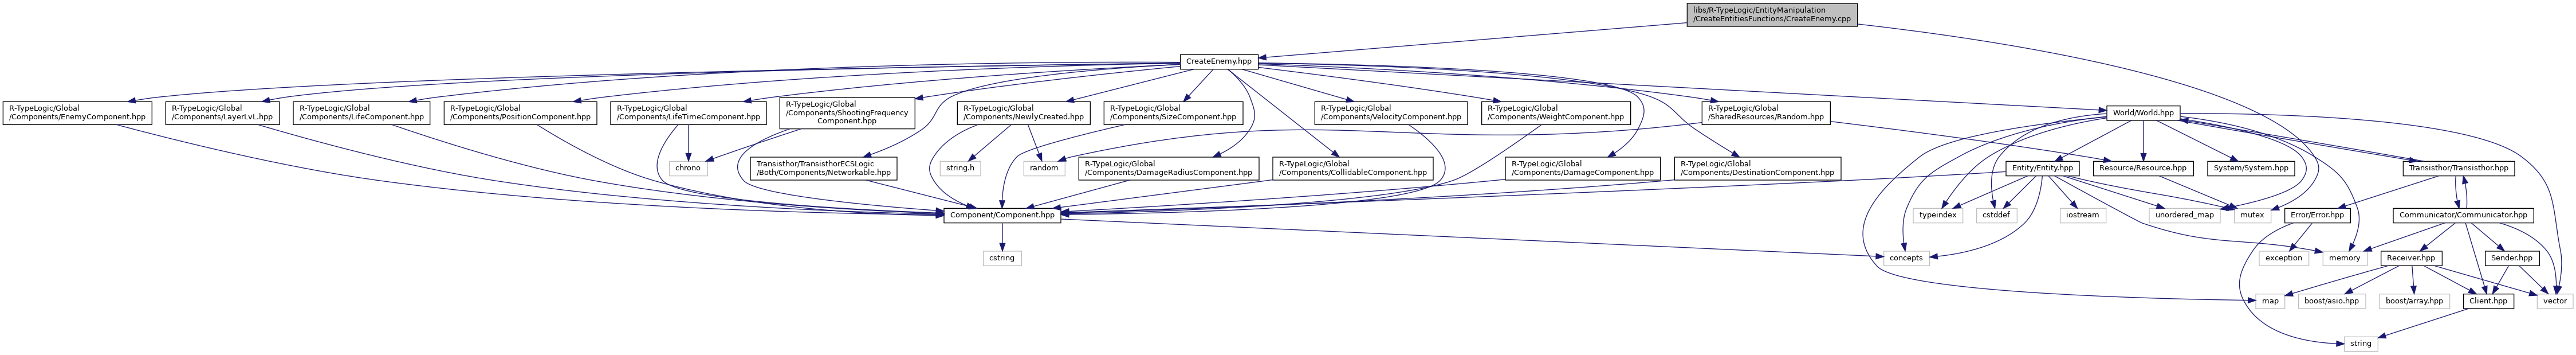 libs/R-TypeLogic/EntityManipulation
/CreateEntitiesFunctions/CreateEnemy.cpp
CreateEnemy.hpp
R-TypeLogic/Global
/Components/EnemyComponent.hpp
R-TypeLogic/Global
/Components/LayerLvL.hpp
R-TypeLogic/Global
/Components/LifeComponent.hpp
R-TypeLogic/Global
/Components/PositionComponent.hpp
R-TypeLogic/Global
/Components/LifeTimeComponent.hpp
R-TypeLogic/Global
/Components/ShootingFrequency
Component.hpp
R-TypeLogic/Global
/Components/NewlyCreated.hpp
R-TypeLogic/Global
/Components/SizeComponent.hpp
R-TypeLogic/Global
/Components/VelocityComponent.hpp
R-TypeLogic/Global
/Components/WeightComponent.hpp
R-TypeLogic/Global
/SharedResources/Random.hpp
World/World.hpp
chrono
Transisthor/TransisthorECSLogic
/Both/Components/Networkable.hpp
string.h
random
R-TypeLogic/Global
/Components/DamageRadiusComponent.hpp
R-TypeLogic/Global
/Components/CollidableComponent.hpp
R-TypeLogic/Global
/Components/DamageComponent.hpp
R-TypeLogic/Global
/Components/DestinationComponent.hpp
Entity/Entity.hpp
Resource/Resource.hpp
System/System.hpp
Transisthor/Transisthor.hpp
Component/Component.hpp
typeindex
cstddef
iostream
unordered_map
mutex
Error/Error.hpp
Communicator/Communicator.hpp
cstring
concepts
exception
memory
Receiver.hpp
Sender.hpp
map
boost/asio.hpp
boost/array.hpp
Client.hpp
vector
string